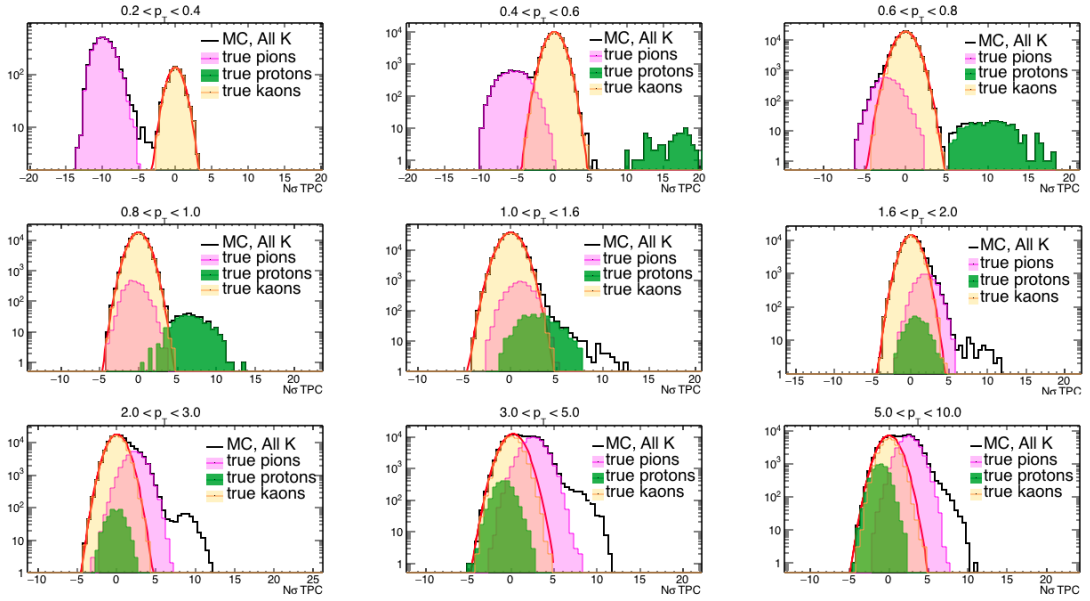 0.2 < p_T < 0.4
MC, All K
true pions
true protons
true kaons
10²
10
−20 −15 −10 −5 0 5 10 15 20
Nσ TPC
0.4 < p_T < 0.6
MC, All K
true pions
true protons
true kaons
10⁴
10³
10²
10
1
−20 −15 −10 −5 0 5 10 15 20
Nσ TPC
0.6 < p_T < 0.8
MC, All K
true pions
true protons
true kaons
10⁴
10³
10²
10
1
−10 −5 0 5 10 15 20
Nσ TPC
0.8 < p_T < 1.0
MC, All K
true pions
true protons
true kaons
10⁴
10³
10²
10
1
−10 −5 0 5 10 15 20
Nσ TPC
1.0 < p_T < 1.6
MC, All K
true pions
true protons
true kaons
10⁴
10³
10²
10
1
−10 −5 0 5 10 15 20
Nσ TPC
1.6 < p_T < 2.0
MC, All K
true pions
true protons
true kaons
10⁴
10³
10²
10
1
−15 −10 −5 0 5 10 15 20
Nσ TPC
2.0 < p_T < 3.0
MC, All K
true pions
true protons
true kaons
10⁴
10³
10²
10
1
−10 −5 0 5 10 15 20 25
Nσ TPC
3.0 < p_T < 5.0
MC, All K
true pions
true protons
true kaons
10⁴
10³
10²
10
1
−10 −5 0 5 10 15 20
Nσ TPC
5.0 < p_T < 10.0
MC, All K
true pions
true protons
true kaons
10⁴
10³
10²
10
1
−10 −5 0 5 10 15 20
Nσ TPC